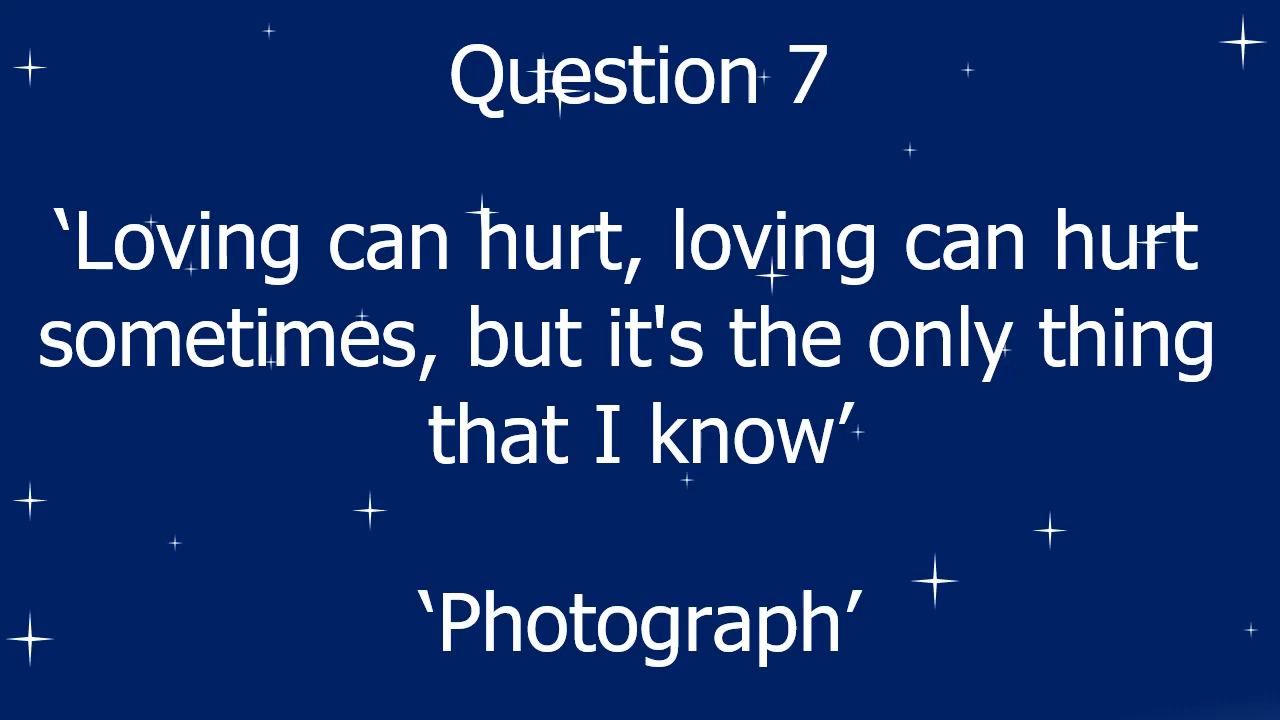 Question 7
‘Loving can hurt, loving can hurt
sometimes, but it's the only thing
that I know’
‘Photograph’